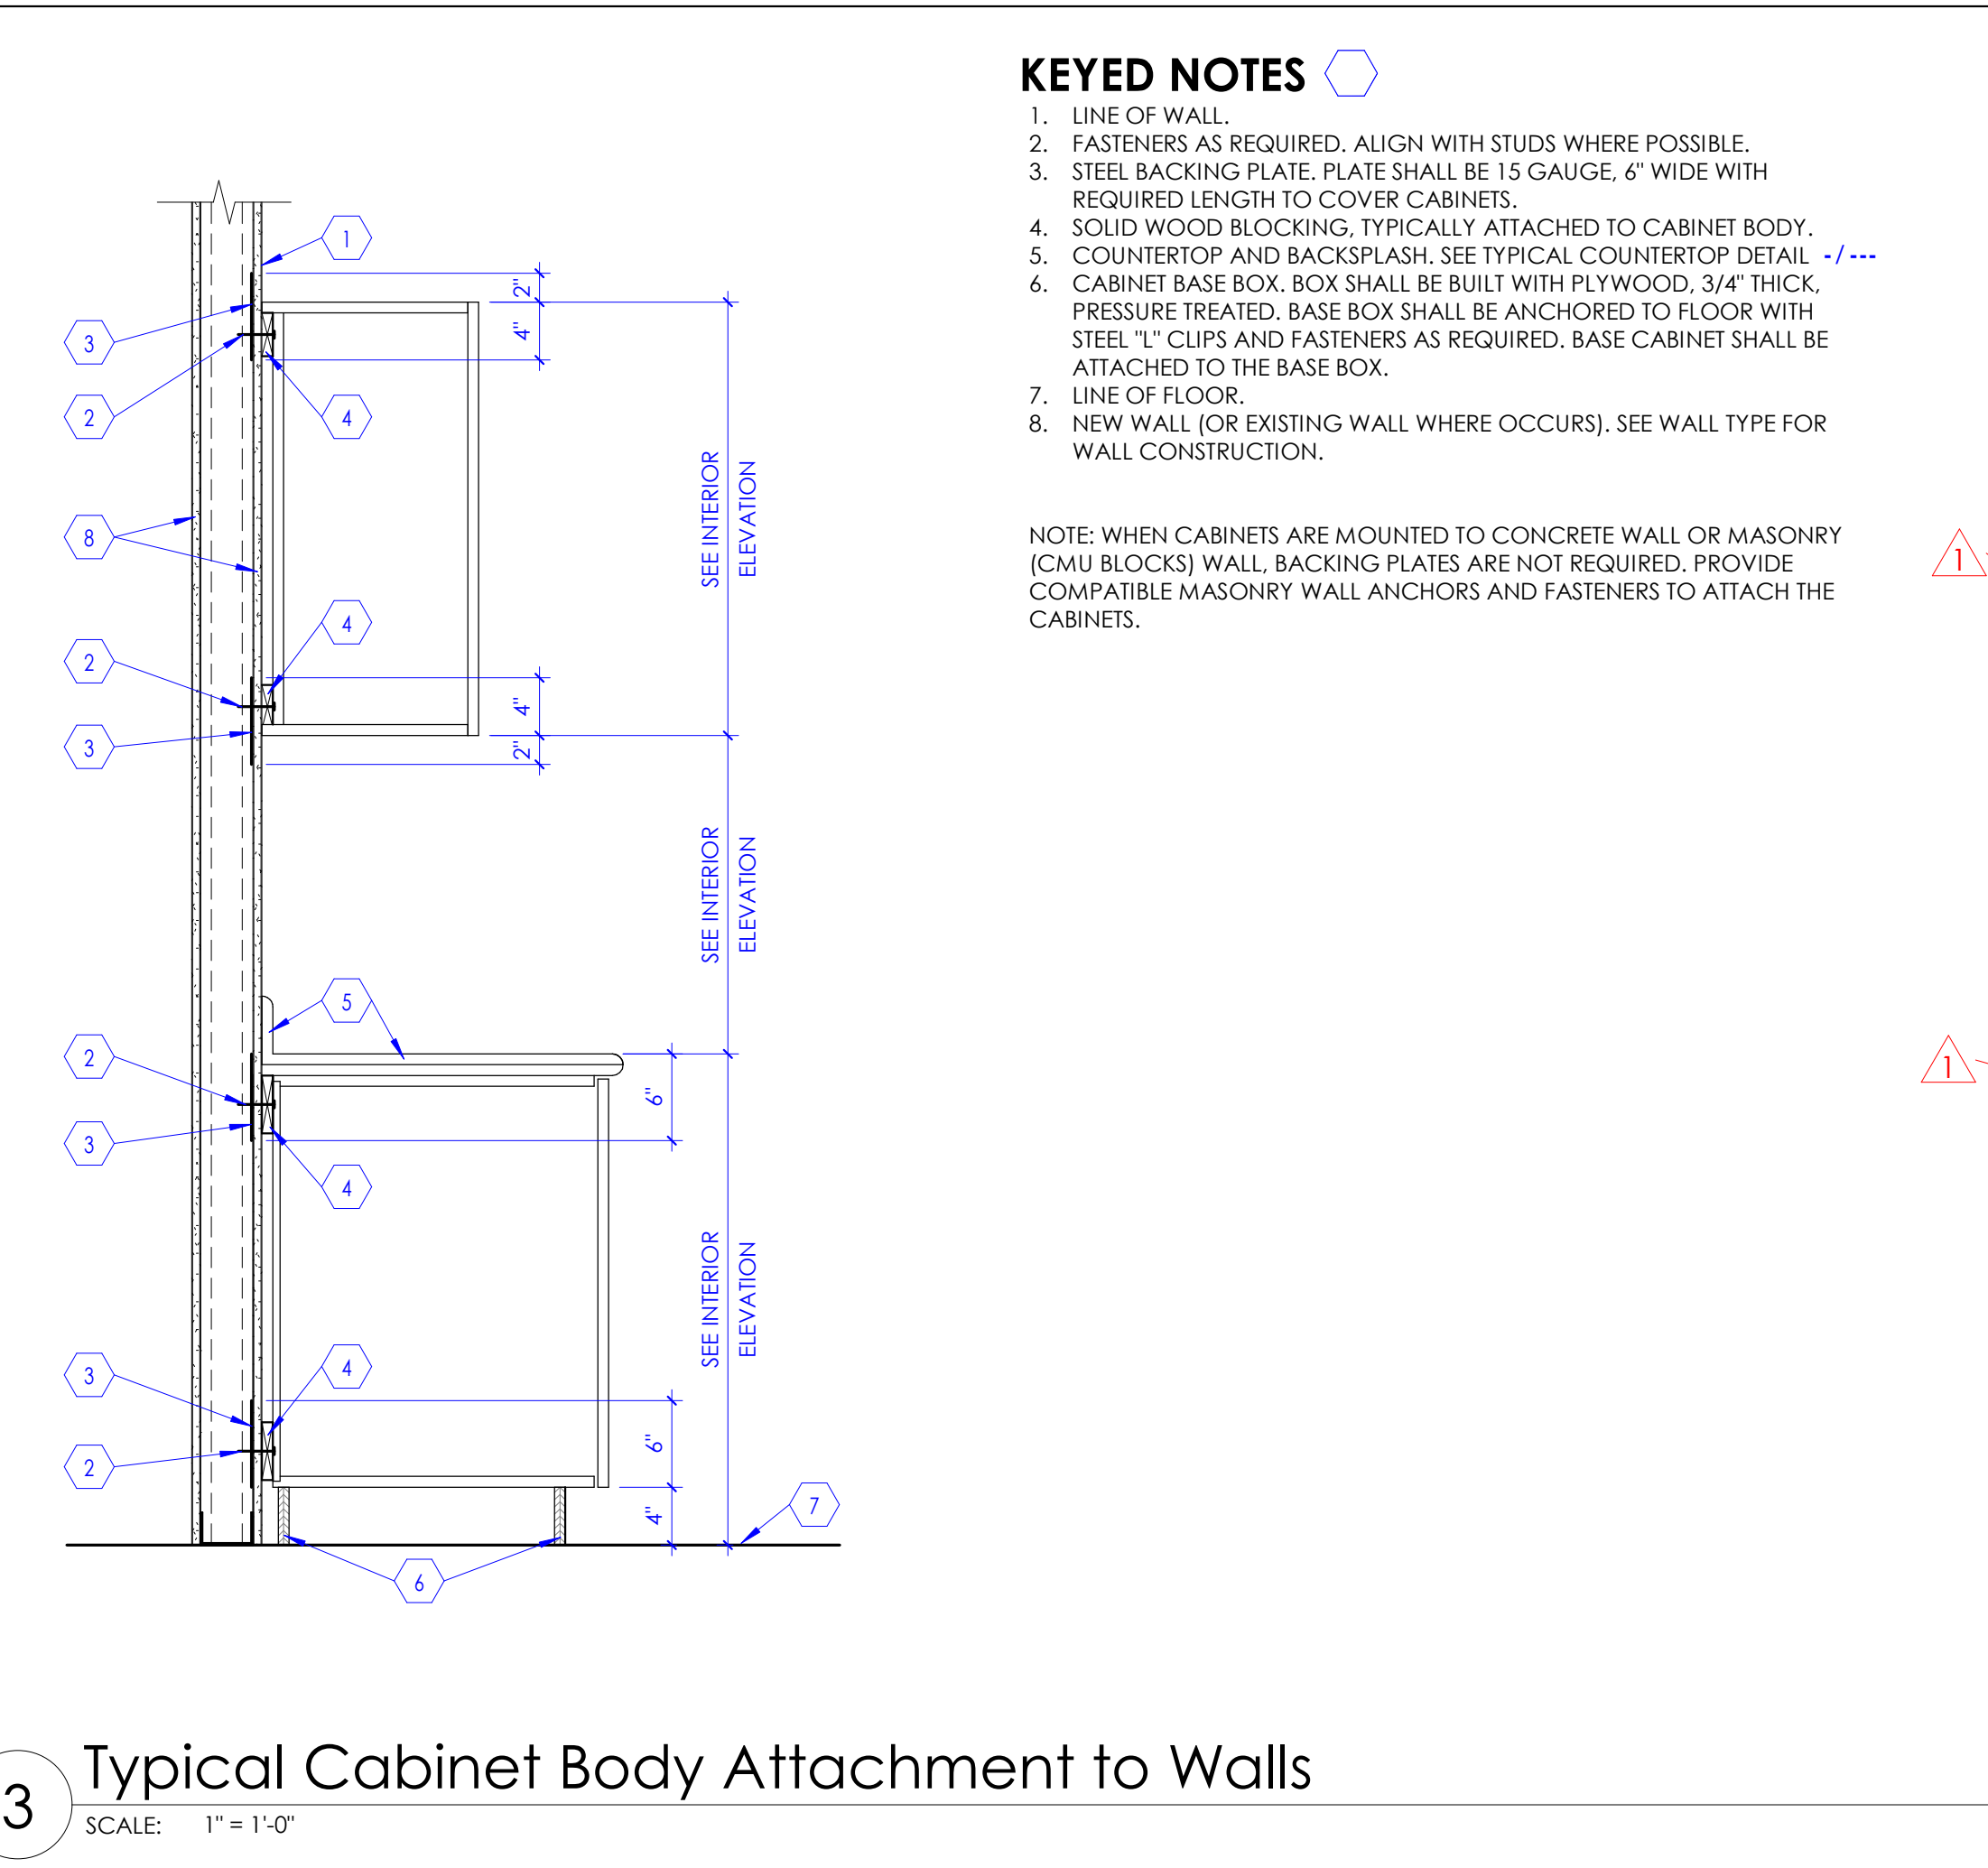 KEYED NOTES
1. LINE OF WALL.
2. FASTENERS AS REQUIRED. ALIGN WITH STUDS WHERE POSSIBLE.
3. STEEL BACKING PLATE. PLATE SHALL BE 15 GAUGE, 6" WIDE WITH
REQUIRED LENGTH TO COVER CABINETS.
4. SOLID WOOD BLOCKING, TYPICALLY ATTACHED TO CABINET BODY.
5. COUNTERTOP AND BACKSPLASH. SEE TYPICAL COUNTERTOP DETAIL -/---
6. CABINET BASE BOX. BOX SHALL BE BUILT WITH PLYWOOD, 3/4" THICK,
PRESSURE TREATED. BASE BOX SHALL BE ANCHORED TO FLOOR WITH
STEEL "L" CLIPS AND FASTENERS AS REQUIRED. BASE CABINET SHALL BE
ATTACHED TO THE BASE BOX.
7. LINE OF FLOOR.
8. NEW WALL (OR EXISTING WALL WHERE OCCURS). SEE WALL TYPE FOR
WALL CONSTRUCTION.
NOTE: WHEN CABINETS ARE MOUNTED TO CONCRETE WALL OR MASONRY
(CMU BLOCKS) WALL, BACKING PLATES ARE NOT REQUIRED. PROVIDE
COMPATIBLE MASONRY WALL ANCHORS AND FASTENERS TO ATTACH THE
CABINETS.
1
1
1
2"
4"
3
2
4
SEE INTERIOR
ELEVATION
8
4
2
4"
3
2"
SEE INTERIOR
ELEVATION
5
2
6"
3
4
SEE INTERIOR
ELEVATION
4
3
6"
2
4"
7
6
3
Typical Cabinet Body Attachment to Walls
SCALE: 1" = 1'-0"